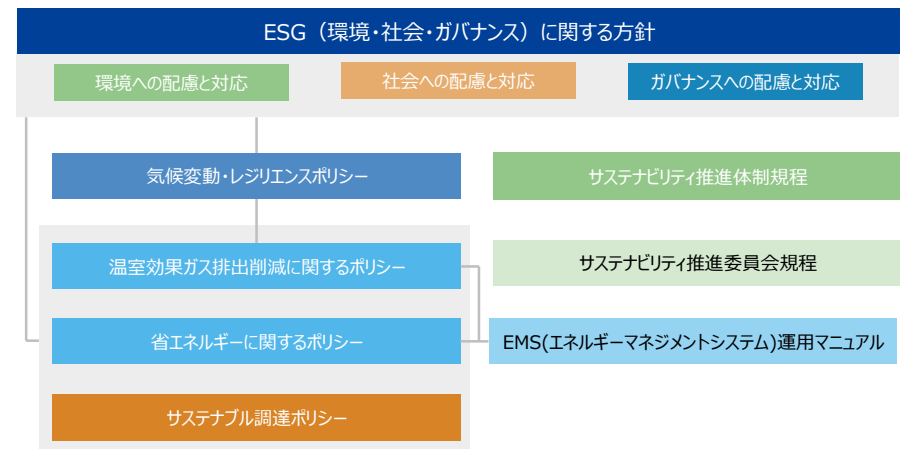 ESG（環境・社会・ガバナンス）に関する方針
環境への配慮と対応
社会への配慮と対応
ガバナンスへの配慮と対応
気候変動・レジリエンスポリシー
サステナビリティ推進体制規程
温室効果ガス排出削減に関するポリシー
サステナビリティ推進委員会規程
省エネルギーに関するポリシー
EMS(エネルギーマネジメントシステム)運用マニュアル
サステナブル調達ポリシー